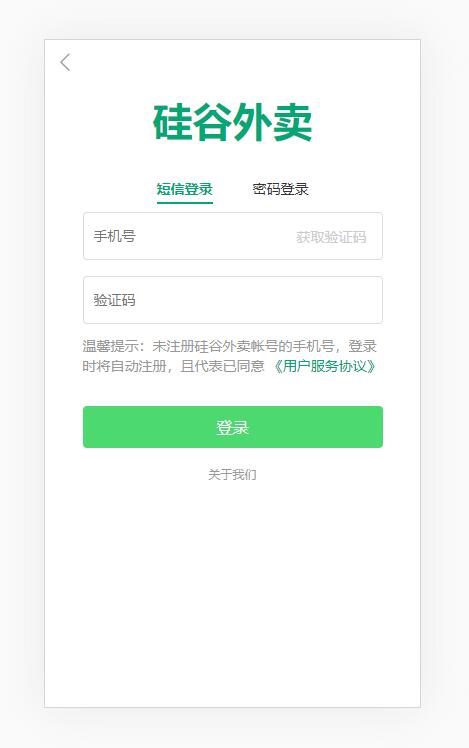 硅谷外卖
短信登录 密码登录
手机号 获取验证码
验证码
温馨提示：未注册硅谷外卖帐号的手机号，登录
时将自动注册，且代表已同意《用户服务协议》
登录
关于我们